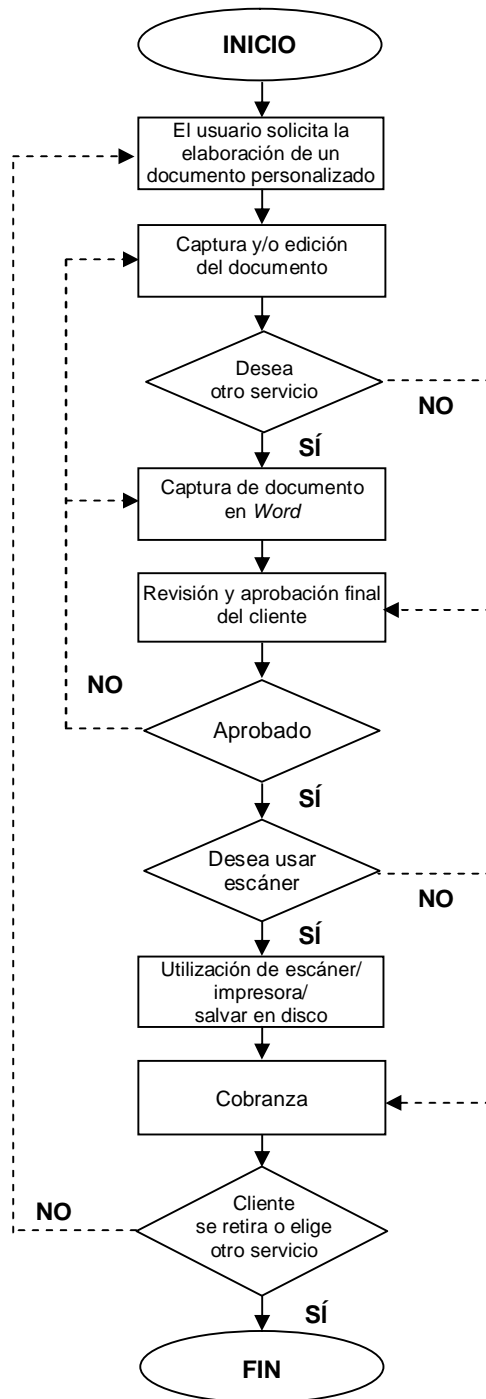 INICIO
El usuario solicita la
elaboración de un
documento personalizado
Captura y/o edición
del documento
Desea
otro servicio
NO
SÍ
Captura de documento
en Word
Revisión y aprobación final
del cliente
NO
Aprobado
SÍ
Desea usar
escáner
NO
SÍ
Utilización de escáner/
impresora/
salvar en disco
Cobranza
NO
Cliente
se retira o elige
otro servicio
SÍ
FIN